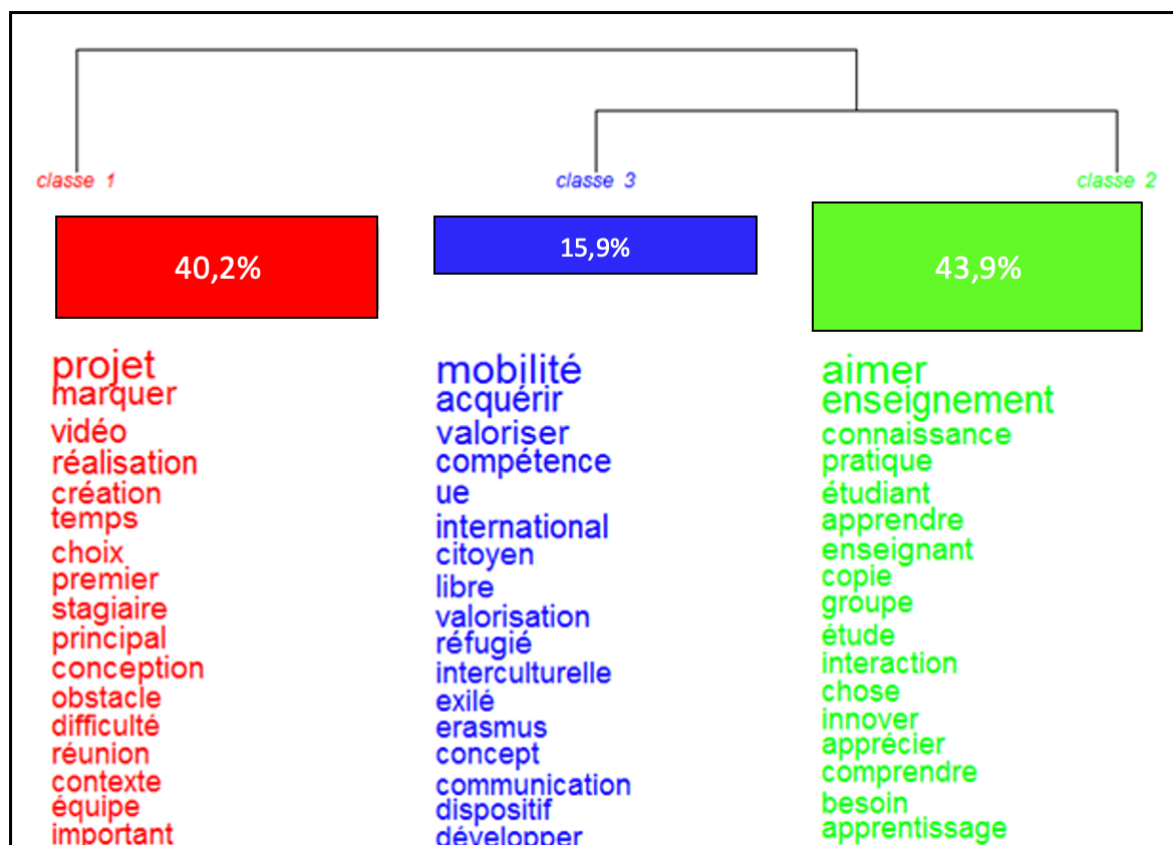 classe 1
classe 3
classe 2
40,2%
15,9%
43,9%
projet
marquer
vidéo
réalisation
création
temps
choix
premier
stagiaire
principal
conception
obstacle
difficulté
réunion
contexte
équipe
important
mobilité
acquérir
valoriser
compétence
ue
international
citoyen
libre
valorisation
réfugié
interculturelle
exilé
erasmus
concept
communication
dispositif
développer
aimer
enseignement
connaissance
pratique
étudiant
apprendre
enseignant
copie
groupe
étude
interaction
chose
innover
apprécier
comprendre
besoin
apprentissage